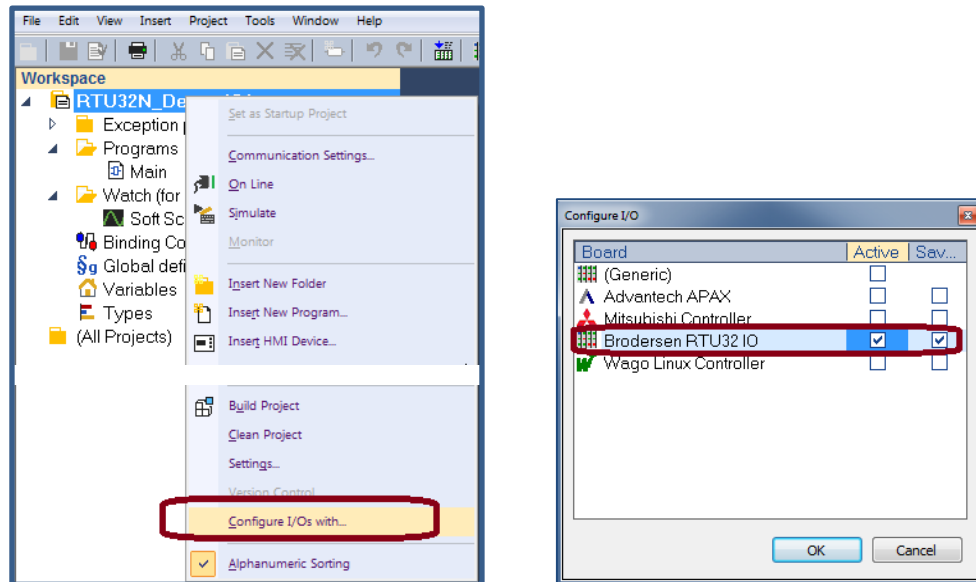 File Edit View Insert Project Tools Window Help
Workspace
RTU32N_De
Exception
Programs
Main
Watch (for
Soft Sc
Binding Co
Global defi
Variables
Types
(All Projects)
Set as Startup Project
Communication Settings...
On Line
Simulate
Monitor
Insert New Folder
Insert New Program...
Insert HMI Device...
Build Project
Clean Project
Settings...
Version Control
Configure I/Os with...
Alphanumeric Sorting
Configure I/O
Board Active Sav...
(Generic)
Advantech APAX
Mitsubishi Controller
Brodersen RTU32 IO
Wago Linux Controller
OK Cancel